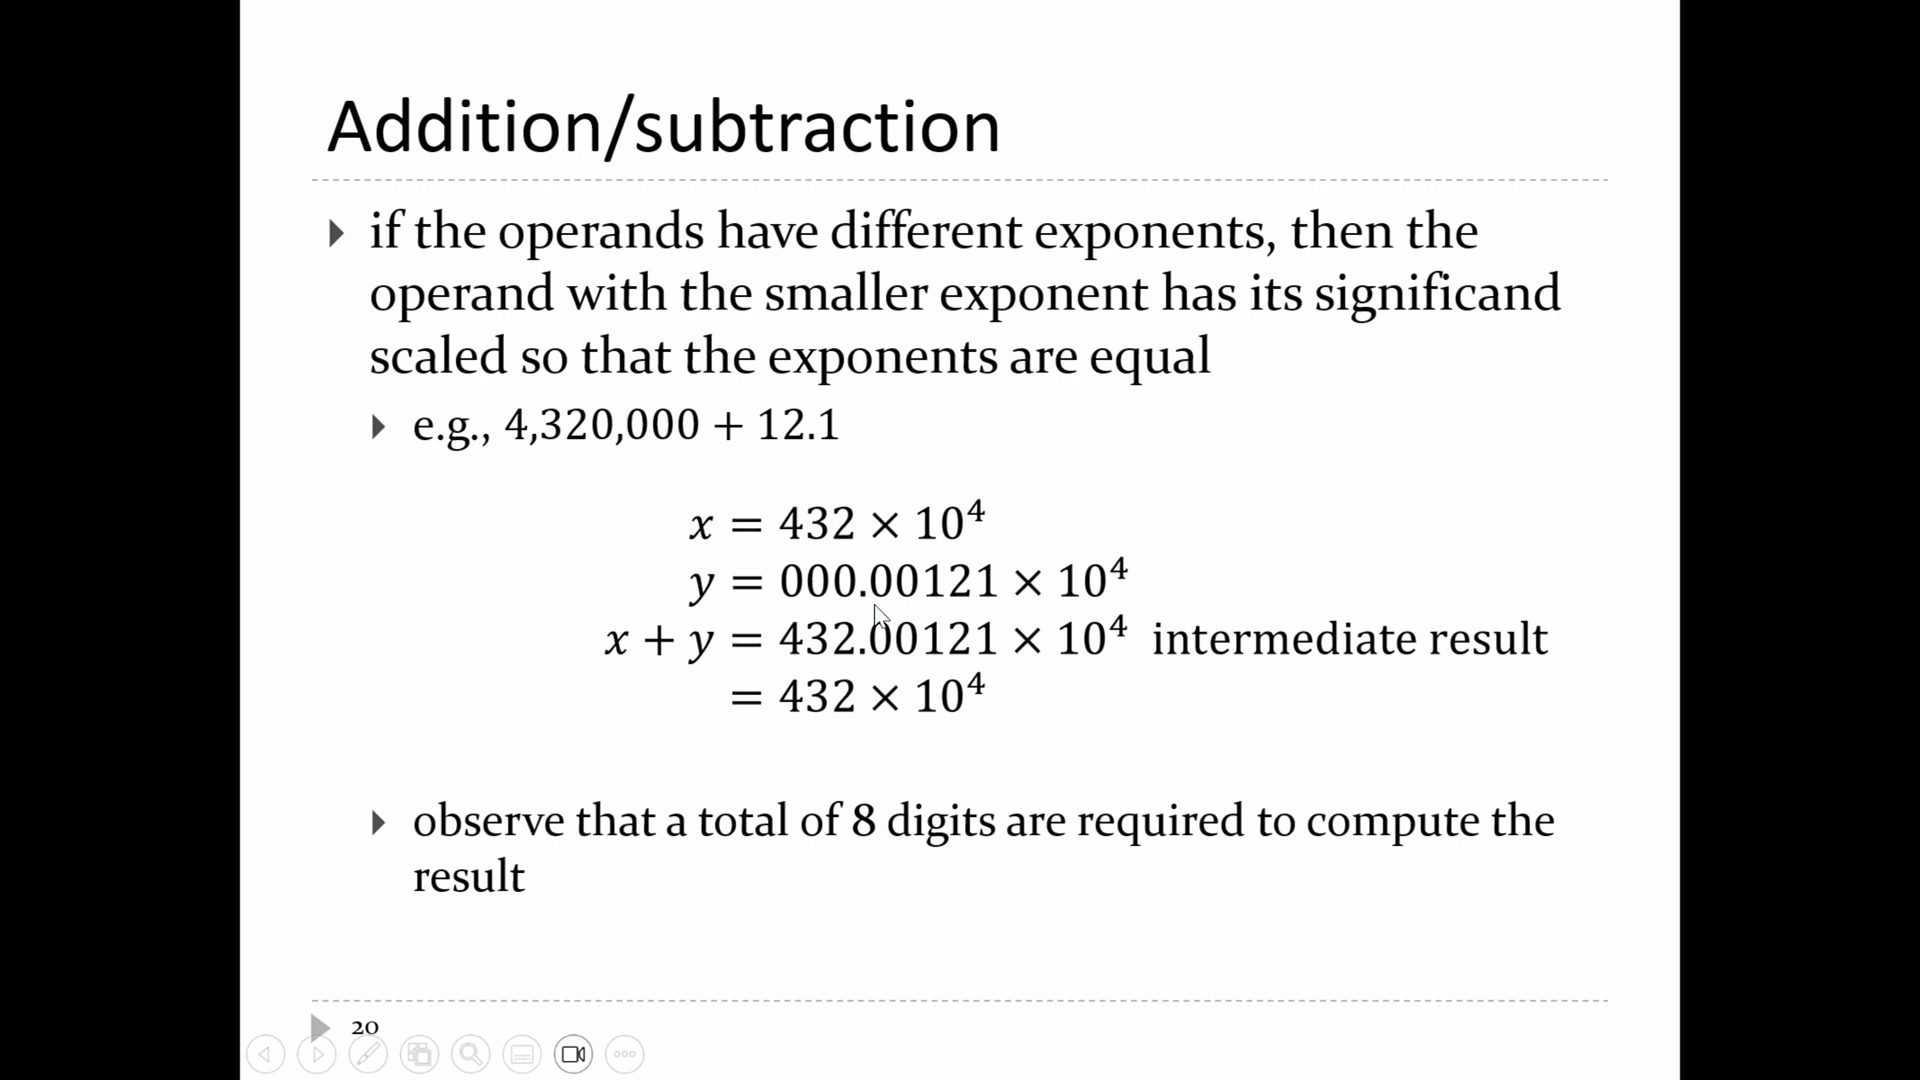 Addition/subtraction
if the operands have different exponents, then the
operand with the smaller exponent has its significand
scaled so that the exponents are equal
e.g., 4,320,000 + 12.1
x = 432 × 10⁴
y = 000.00121 × 10⁴
x + y = 432.00121 × 10⁴ intermediate result
= 432 × 10⁴
observe that a total of 8 digits are required to compute the
result
20